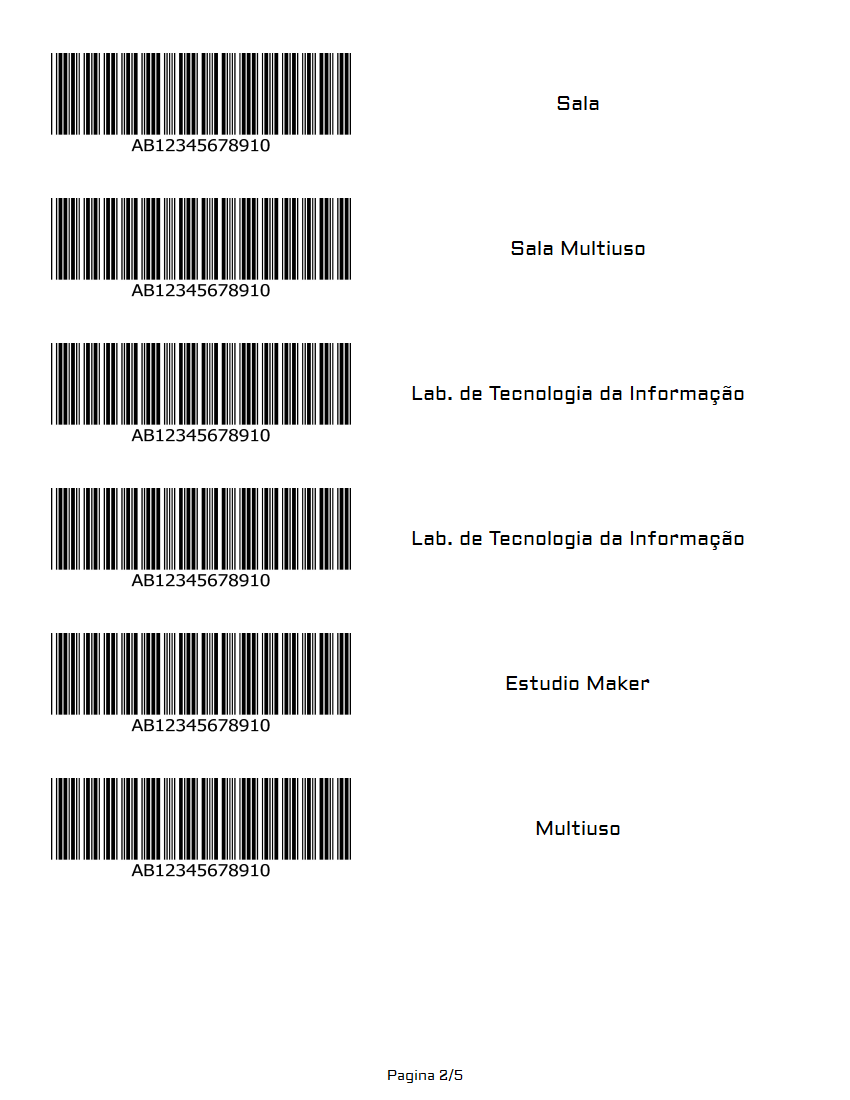 Sala
AB12345678910
Sala Multiuso
AB12345678910
Lab. de Tecnologia da Informação
AB12345678910
Lab. de Tecnologia da Informação
AB12345678910
Estudio Maker
AB12345678910
Multiuso
AB12345678910
Pagina 2/5